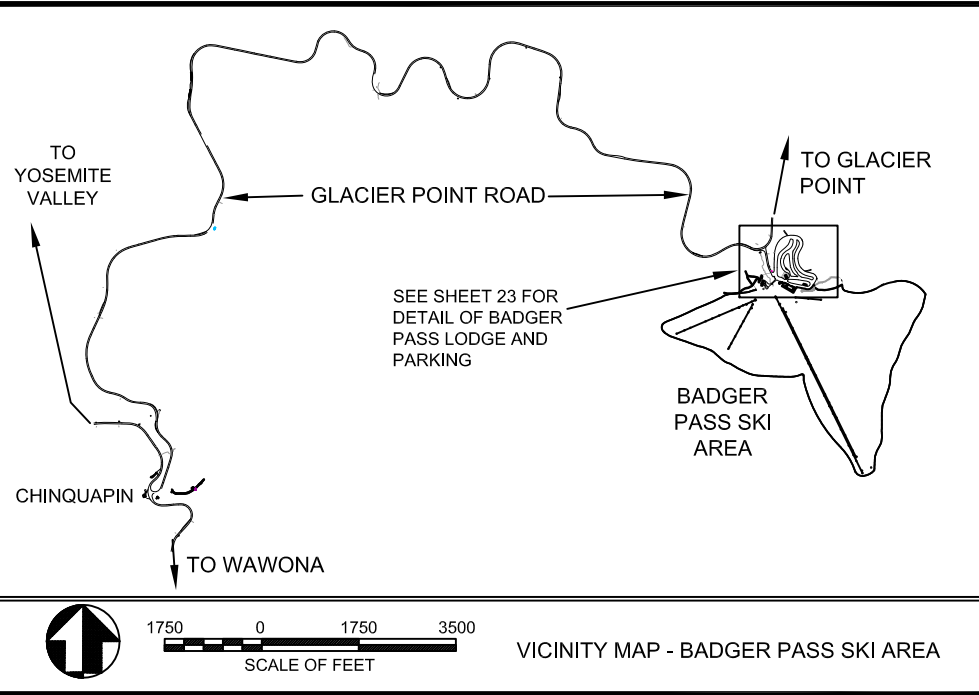 TO
YOSEMITE
VALLEY
GLACIER POINT ROAD
TO GLACIER
POINT
SEE SHEET 23 FOR
DETAIL OF BADGER
PASS LODGE AND
PARKING
BADGER
PASS SKI
AREA
CHINQUAPIN
TO WAWONA
1750 0 1750 3500
SCALE OF FEET
VICINITY MAP - BADGER PASS SKI AREA